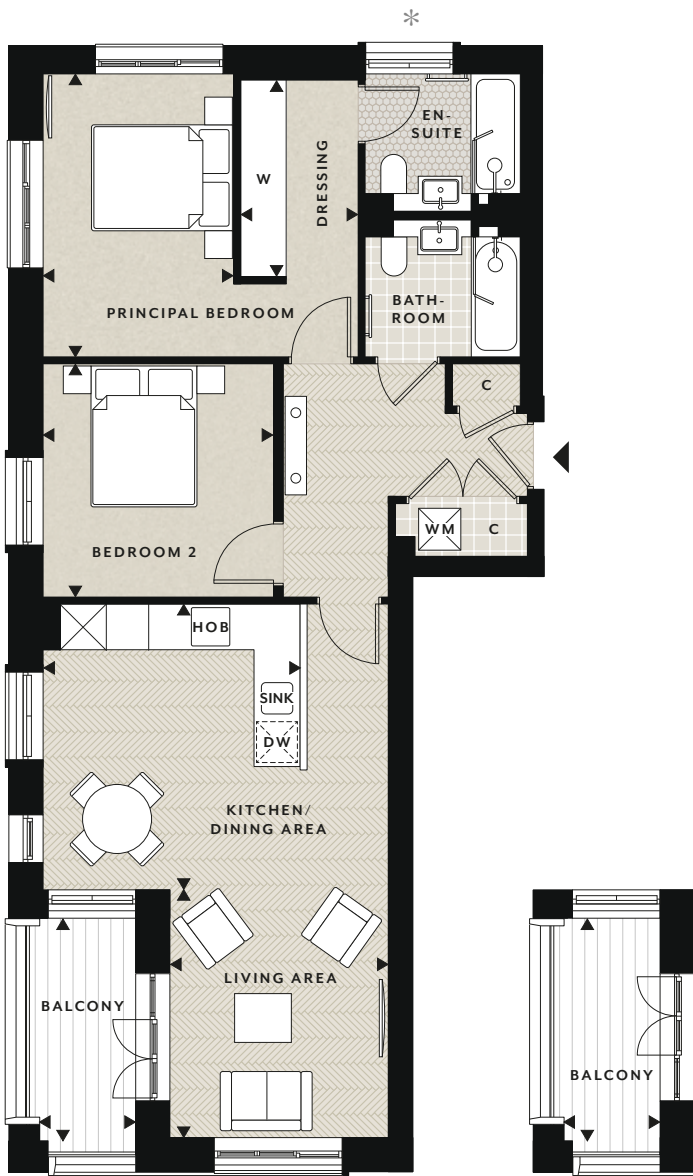 *
EN-
SUITE
W
DRESSING
PRINCIPAL BEDROOM
BATH-
ROOM
C
BEDROOM 2
WM
C
HOB
SINK
DW
KITCHEN/
DINING AREA
LIVING AREA
BALCONY
BALCONY